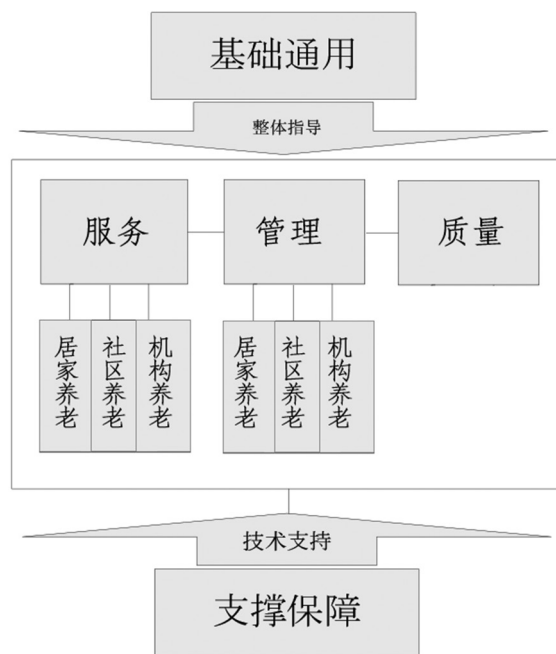 基础通用
整体指导
服务
管理
质量
居家养老
社区养老
机构养老
居家养老
社区养老
机构养老
技术支持
支撑保障